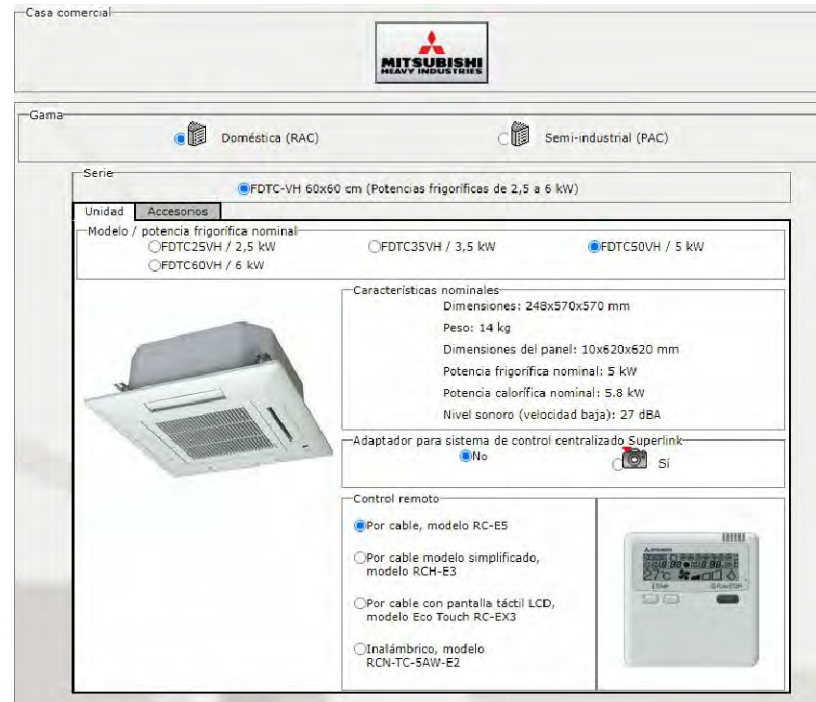 Casa comercial
MITSUBISHI
HEAVY INDUSTRIES
Gama
Doméstica (RAC)
Semi-industrial (PAC)
Serie
FDTC-VH 60x60 cm (Potencias frigoríficas de 2,5 a 6 kW)
Unidad
Accesorios
Modelo / potencia frigorífica nominal
FDTC25VH / 2,5 kW
FDTC35VH / 3,5 kW
FDTC50VH / 5 kW
FDTC60VH / 6 kW
Características nominales
Dimensiones: 248x570x570 mm
Peso: 14 kg
Dimensiones del panel: 10x620x620 mm
Potencia frigorífica nominal: 5 kW
Potencia calorífica nominal: 5.8 kW
Nivel sonoro (velocidad baja): 27 dBA
Adaptador para sistema de control centralizado Superlink
No
Sí
Control remoto
Por cable, modelo RC-E5
Por cable modelo simplificado,
modelo RCH-E3
Por cable con pantalla táctil LCD,
modelo Eco Touch RC-EX3
Inalámbrico, modelo
RCN-TC-5AW-E2
27°C